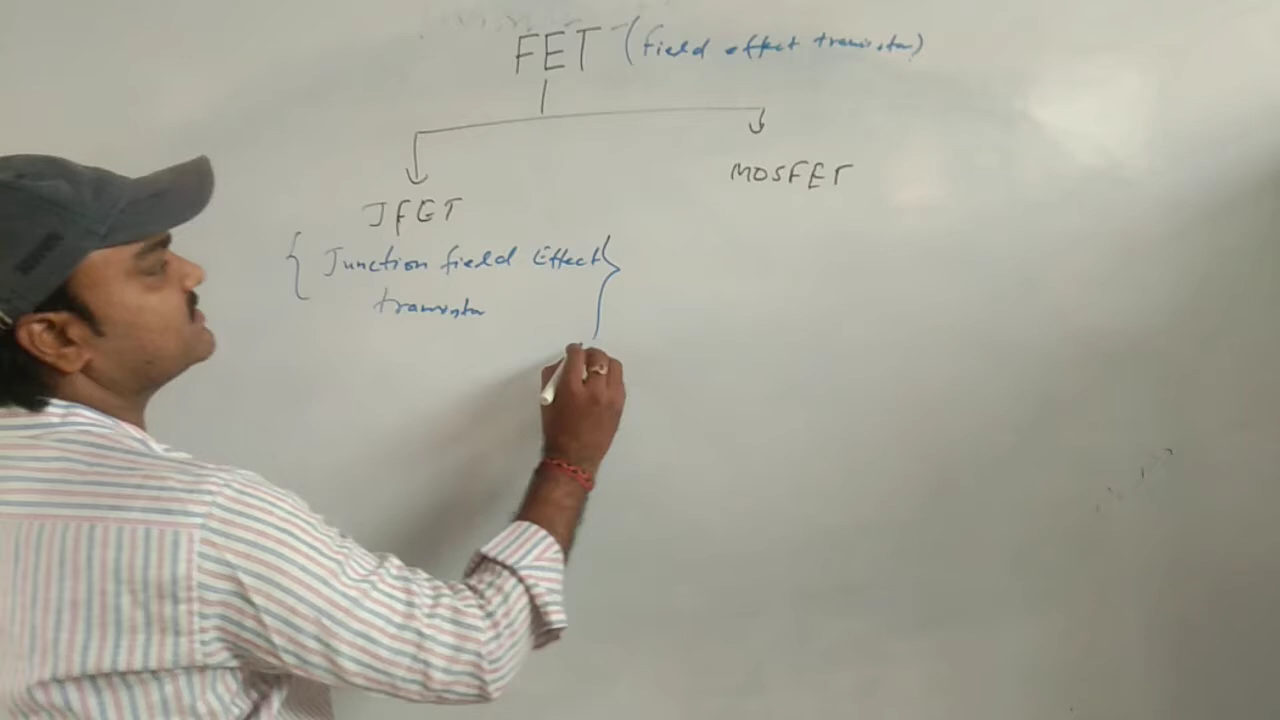 FET (field effect transistor)
JFET
MOSFET
{ Junction field Effect }
transistor